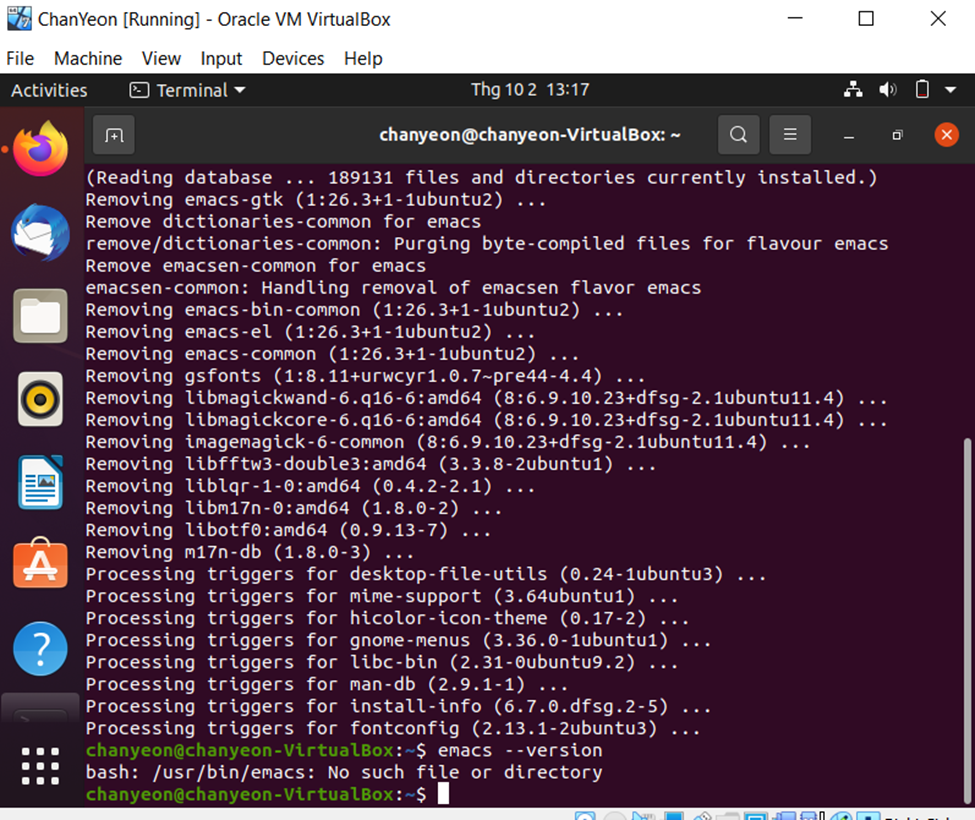 ChanYeon [Running] - Oracle VM VirtualBox
File Machine View Input Devices Help
Activities Terminal Thg 10 2 13:17
chanyeon@chanyeon-VirtualBox: ~
(Reading database ... 189131 files and directories currently installed.)
Removing emacs-gtk (1:26.3+1-1ubuntu2) ...
Remove dictionaries-common for emacs
remove/dictionaries-common: Purging byte-compiled files for flavour emacs
Remove emacsen-common for emacs
emacsen-common: Handling removal of emacsen flavor emacs
Removing emacs-bin-common (1:26.3+1-1ubuntu2) ...
Removing emacs-el (1:26.3+1-1ubuntu2) ...
Removing emacs-common (1:26.3+1-1ubuntu2) ...
Removing gsfonts (1:8.11+urwcyr1.0.7~pre44-4.4) ...
Removing libmagickwand-6.q16-6:amd64 (8:6.9.10.23+dfsg-2.1ubuntu11.4) ...
Removing libmagickcore-6.q16-6:amd64 (8:6.9.10.23+dfsg-2.1ubuntu11.4) ...
Removing imagemagick-6-common (8:6.9.10.23+dfsg-2.1ubuntu11.4) ...
Removing libfftw3-double3:amd64 (3.3.8-2ubuntu1) ...
Removing liblqr-1-0:amd64 (0.4.2-2.1) ...
Removing libm17n-0:amd64 (1.8.0-2) ...
Removing libotf0:amd64 (0.9.13-7) ...
Removing m17n-db (1.8.0-3) ...
Processing triggers for desktop-file-utils (0.24-1ubuntu3) ...
Processing triggers for mime-support (3.64ubuntu1) ...
Processing triggers for hicolor-icon-theme (0.17-2) ...
Processing triggers for gnome-menus (3.36.0-1ubuntu1) ...
Processing triggers for libc-bin (2.31-0ubuntu9.2) ...
Processing triggers for man-db (2.9.1-1) ...
Processing triggers for install-info (6.7.0.dfsg.2-5) ...
Processing triggers for fontconfig (2.13.1-2ubuntu3) ...
chanyeon@chanyeon-VirtualBox:~$ emacs --version
bash: /usr/bin/emacs: No such file or directory
chanyeon@chanyeon-VirtualBox:~$